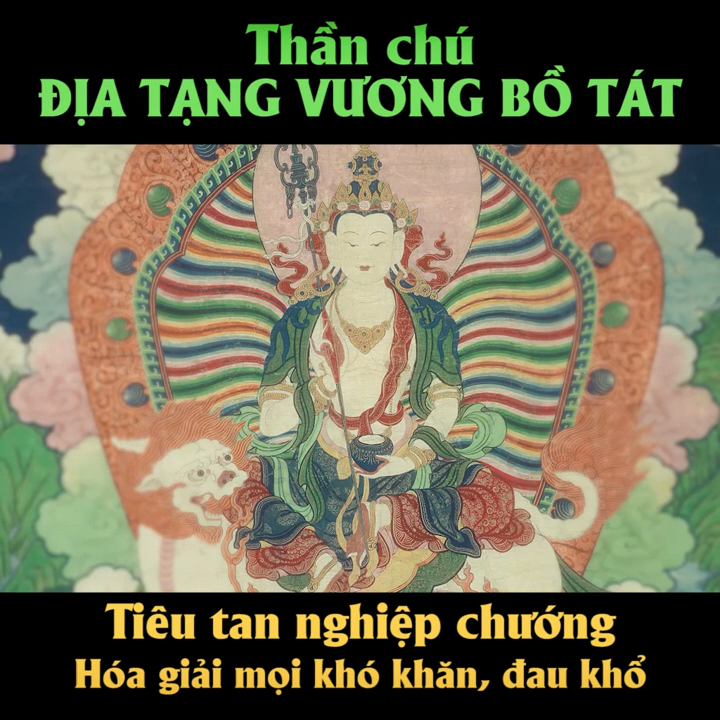 Thần chú
ĐỊA TẠNG VƯƠNG BỒ TÁT
Tiêu tan nghiệp chướng
Hóa giải mọi khó khăn, đau khổ